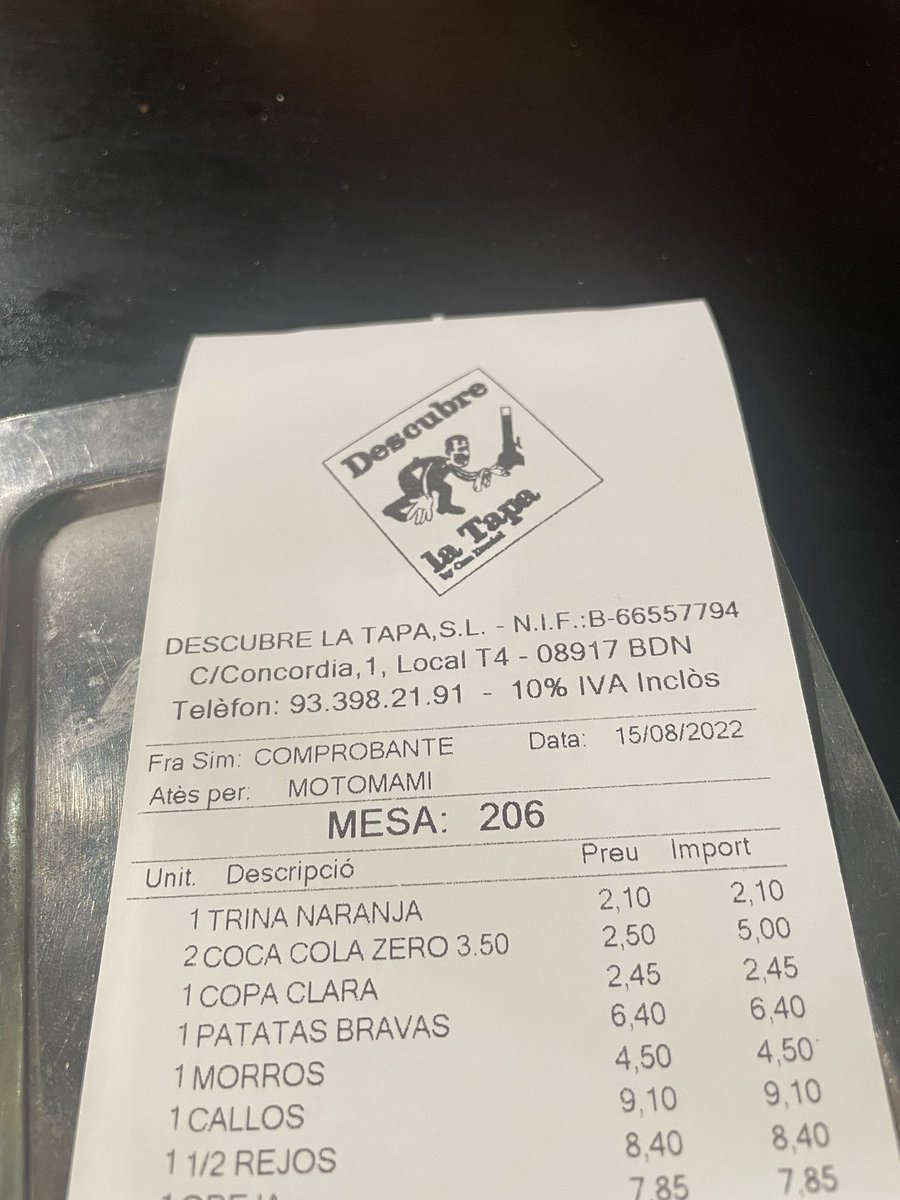 Descubre
la Tapa
DESCUBRE LA TAPA,S.L. - N.I.F.:B-66557794
C/Concordia,1, Local T4 - 08917 BDN
Telèfon: 93.398.21.91 - 10% IVA Inclòs
Fra Sim: COMPROBANTE Data: 15/08/2022
Atès per: MOTOMAMI
MESA: 206
Unit. Descripció Preu Import
1 TRINA NARANJA 2,10 2,10
2 COCA COLA ZERO 3.50 2,50 5,00
1 COPA CLARA 2,45 2,45
1 PATATAS BRAVAS 6,40 6,40
1 MORROS 4,50 4,50
1 CALLOS 9,10 9,10
1 1/2 REJOS 8,40 8,40
7,85 7,85